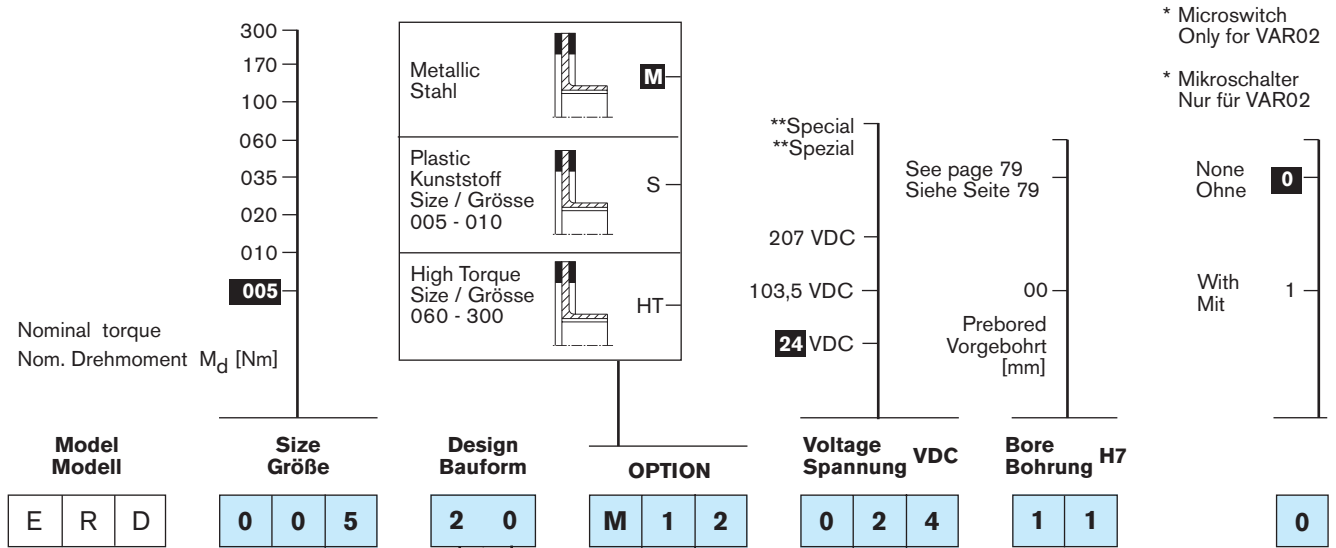 * Microswitch
Only for VAR02
* Mikroschalter
Nur für VAR02
300
170
100
060
035
020
010
005
Nominal torque
Nom. Drehmoment Md [Nm]
Metallic
Stahl
M
Plastic
Kunststoff
Size / Grösse
005 - 010
S
High Torque
Size / Grösse
060 - 300
HT
**Special
**Spezial
207 VDC
103,5 VDC
24 VDC
See page 79
Siehe Seite 79
00
Prebored
Vorgebohrt
[mm]
None
Ohne
0
With
Mit
1
Model
Modell
Size
Größe
Design
Bauform
OPTION
Voltage
Spannung VDC
Bore
Bohrung H7
E R D 0 0 5 2 0 M 1 2 0 2 4 1 1 0